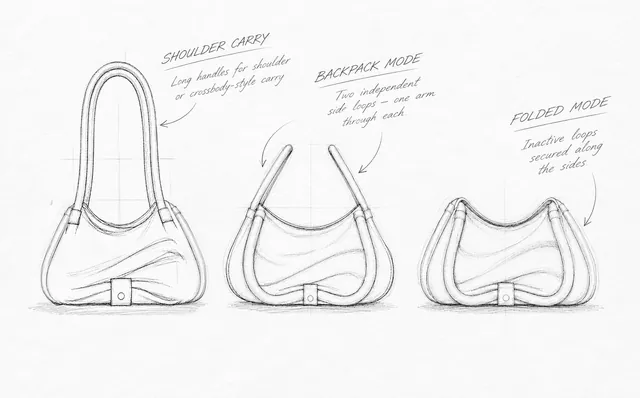 SHOULDER CARRY
Long handles for shoulder
or crossbody-style carry
BACKPACK MODE
Two independent
side loops — one arm
through each
FOLDED MODE
Inactive loops
secured along
the sides